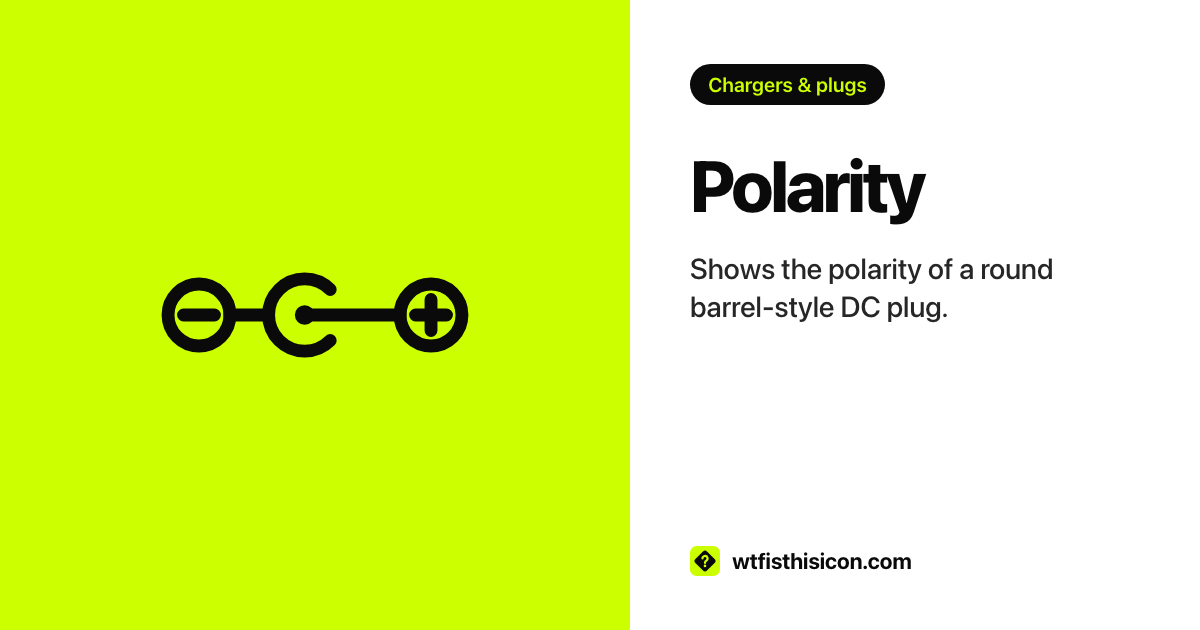 Chargers & plugs
Polarity
Shows the polarity of a round
barrel-style DC plug.
wtfisthisicon.com